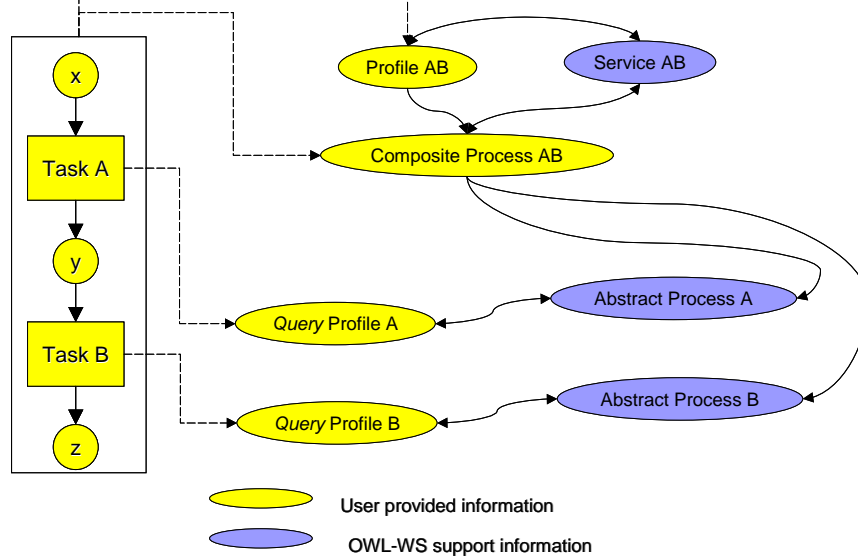 Profile AB
Service AB
x
Task A
Composite Process AB
y
Abstract Process A
Query Profile A
Task B
Abstract Process B
Query Profile B
z
User provided information
OWL-WS support information